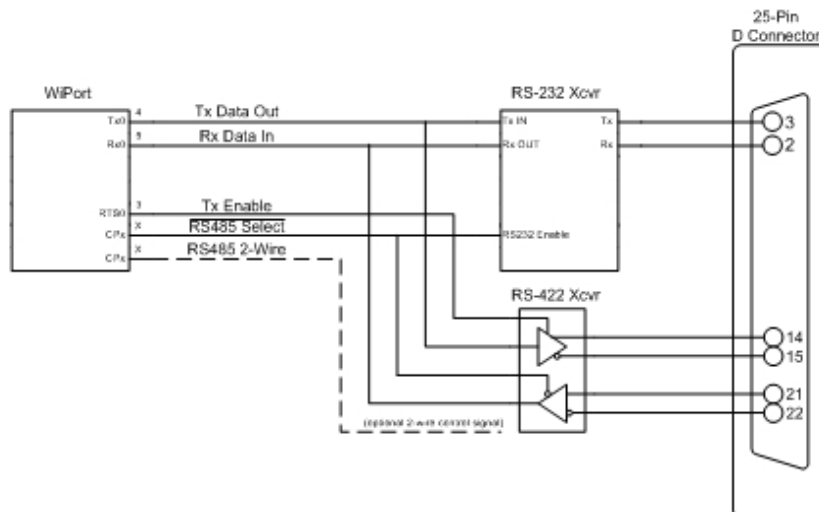 25-Pin
D Connector
WiPort
RS-232 Xcvr
Tx0 4 Tx Data Out Tx IN Tx 3
Rx0 5 Rx Data In Rx OUT Rx 2
RTS0 3 Tx Enable
CPx X RS485 Select RS232 Enable
CPx X RS485 2-Wire
RS-422 Xcvr
14
15
21
22
(optional 2-wire control signal)